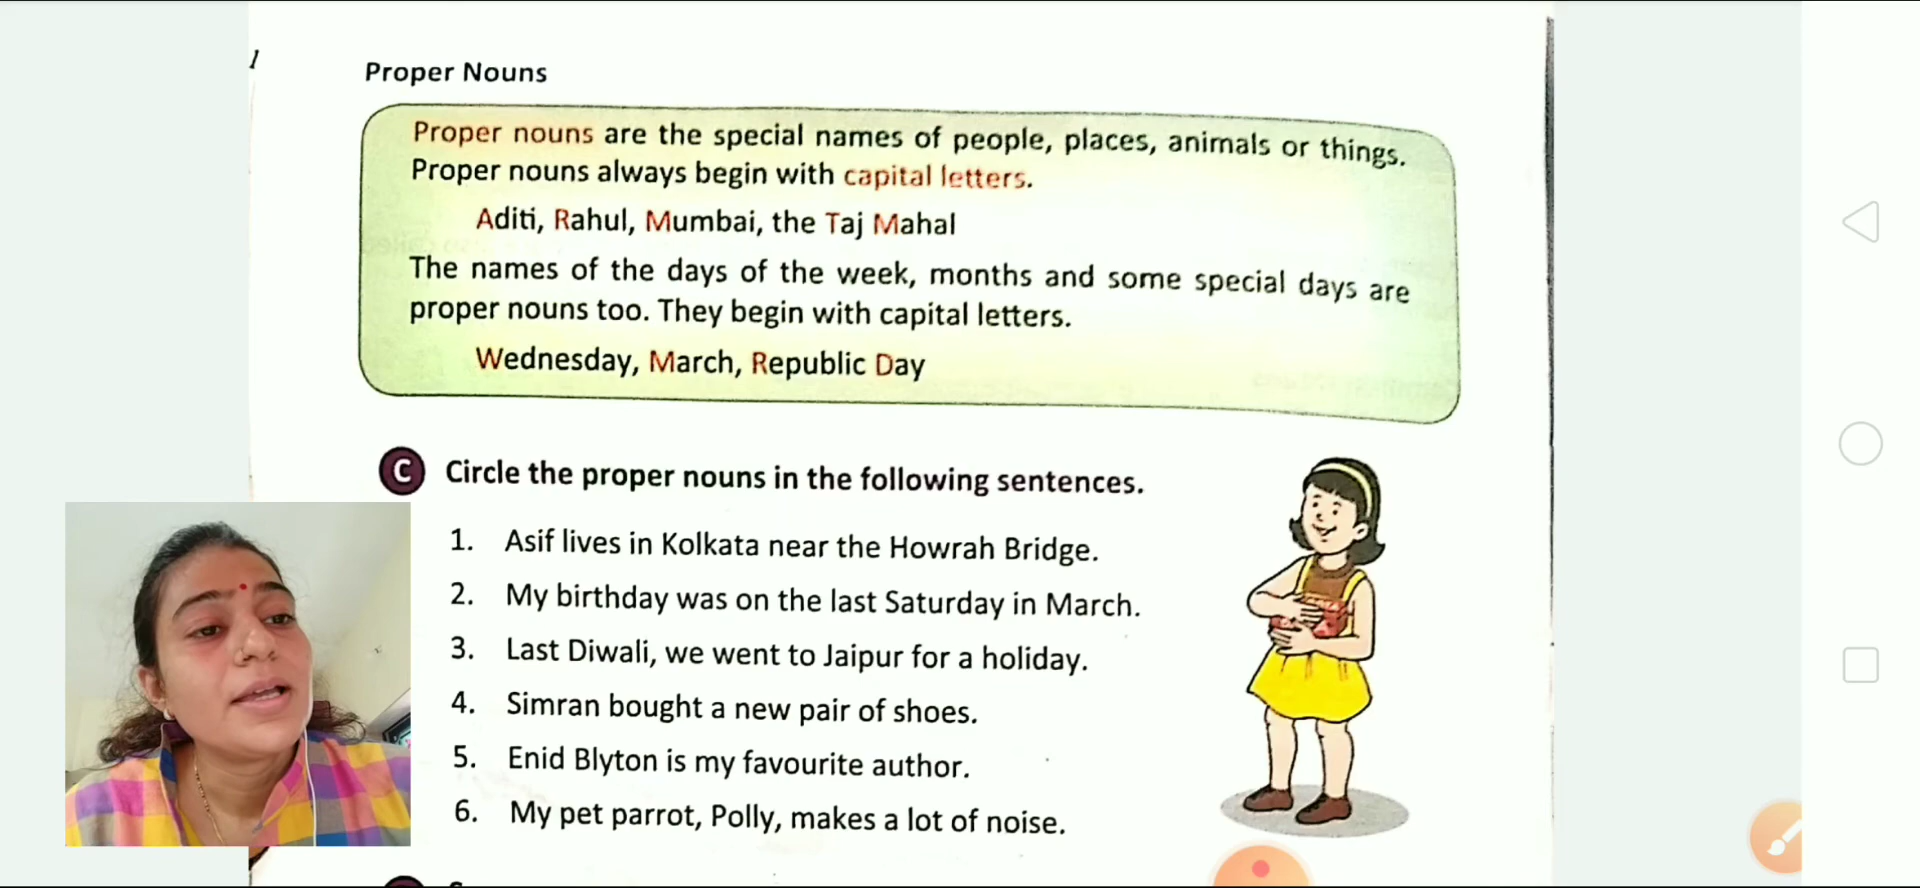 Proper Nouns
Proper nouns are the special names of people, places, animals or things.
Proper nouns always begin with capital letters.
Aditi, Rahul, Mumbai, the Taj Mahal
The names of the days of the week, months and some special days are
proper nouns too. They begin with capital letters.
Wednesday, March, Republic Day
C Circle the proper nouns in the following sentences.
1. Asif lives in Kolkata near the Howrah Bridge.
2. My birthday was on the last Saturday in March.
3. Last Diwali, we went to Jaipur for a holiday.
4. Simran bought a new pair of shoes.
5. Enid Blyton is my favourite author.
6. My pet parrot, Polly, makes a lot of noise.